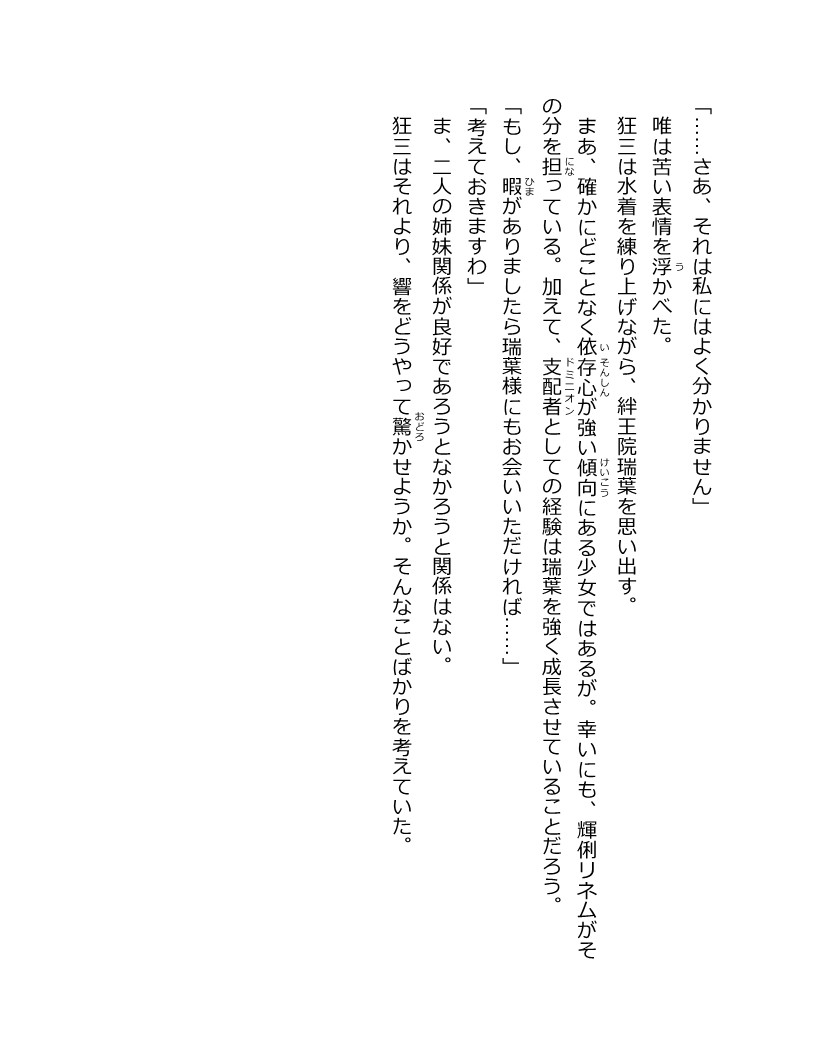 「……さあ、それは私にはよく分かりません」
唯は苦い表情を浮かべた。
狂三は水着を練り上げながら、絆王院瑞葉を思い出す。
まあ、確かにどことなく依存心が強い傾向にある少女ではあるが。幸いにも、輝俐リネムがそ
の分を担っている。加えて、支配者としての経験は瑞葉を強く成長させていることだろう。
「もし、暇がありましたら瑞葉様にもお会いいただければ……」
「考えておきますわ」
ま、二人の姉妹関係が良好であろうとなかろうと関係はない。
狂三はそれより、響をどうやって驚かせようか。そんなことばかりを考えていた。